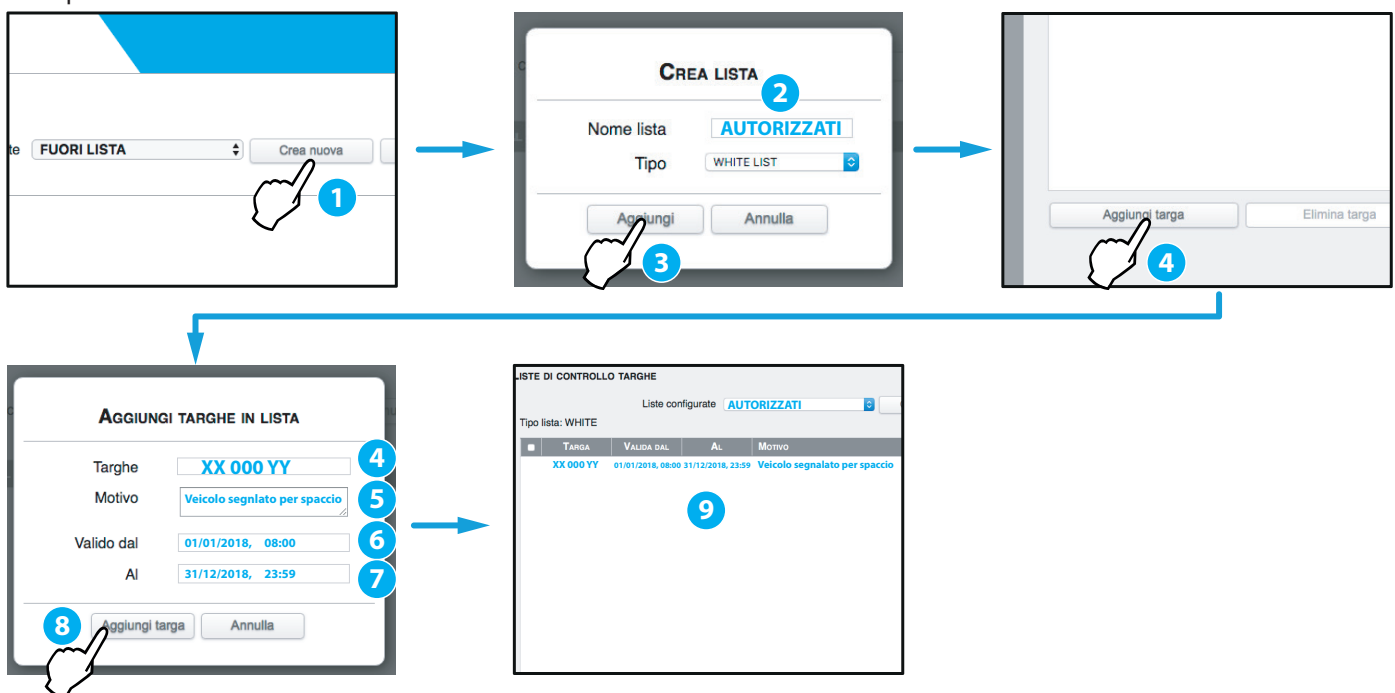 te FUORI LISTA Crea nuova
1
CREA LISTA
2
Nome lista AUTORIZZATI
Tipo WHITE LIST
Aggiungi Annulla
3
Aggiungi targa Elimina targa
4
AGGIUNGI TARGHE IN LISTA
Targhe XX 000 YY 4
Motivo Veicolo segnlato per spaccio 5
Valido dal 01/01/2018, 08:00 6
Al 31/12/2018, 23:59 7
8 Aggiungi targa Annulla
LISTE DI CONTROLLO TARGHE
Liste configurate AUTORIZZATI
Tipo lista: WHITE
TARGA VALIDA DAL AL MOTIVO
XX 000 YY 01/01/2018, 08:00 31/12/2018, 23:59 Veicolo segnalato per spaccio
9